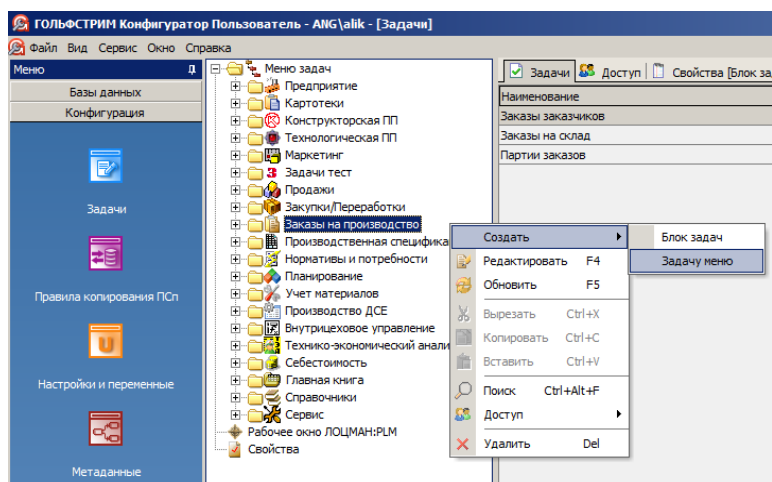 ГОЛЬФСТРИМ Конфигуратор Пользователь - ANG\alik - [Задачи]
Файл Вид Сервис Окно Справка
Меню
Базы данных
Конфигурация
Задачи
Правила копирования ПСп
Настройки и переменные
Метаданные
Меню задач
Предприятие
Картотеки
Конструкторская ПП
Технологическая ПП
Маркетинг
Задачи тест
Продажи
Закупки/Переработки
Заказы на производство
Производственная специфика
Нормативы и потребности
Планирование
Учет материалов
Производство ДСЕ
Внутрицеховое управление
Технико-экономический анали
Себестоимость
Главная книга
Справочники
Сервис
Рабочее окно ЛОЦМАН:PLM
Свойства
Задачи Доступ Свойства [Блок за
Наименование
Заказы заказчиков
Заказы на склад
Партии заказов
Создать
Редактировать F4
Обновить F5
Вырезать Ctrl+X
Копировать Ctrl+C
Вставить Ctrl+V
Поиск Ctrl+Alt+F
Доступ
Удалить Del
Блок задач
Задачу меню